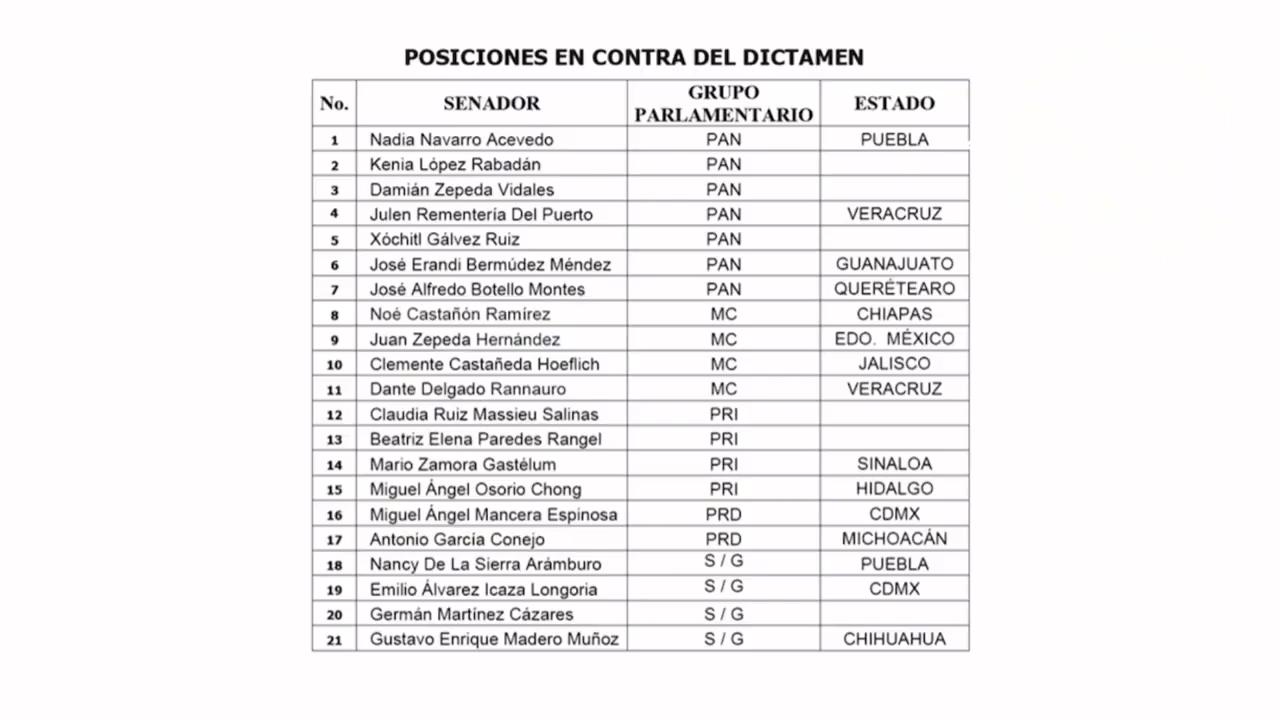 POSICIONES EN CONTRA DEL DICTAMEN
No. SENADOR GRUPO PARLAMENTARIO ESTADO
1 Nadia Navarro Acevedo PAN PUEBLA
2 Kenia López Rabadán PAN
3 Damián Zepeda Vidales PAN
4 Julen Rementería Del Puerto PAN VERACRUZ
5 Xóchitl Gálvez Ruiz PAN
6 José Erandi Bermúdez Méndez PAN GUANAJUATO
7 José Alfredo Botello Montes PAN QUERÉTEARO
8 Noé Castañón Ramírez MC CHIAPAS
9 Juan Zepeda Hernández MC EDO. MÉXICO
10 Clemente Castañeda Hoeflich MC JALISCO
11 Dante Delgado Rannauro MC VERACRUZ
12 Claudia Ruiz Massieu Salinas PRI
13 Beatriz Elena Paredes Rangel PRI
14 Mario Zamora Gastélum PRI SINALOA
15 Miguel Ángel Osorio Chong PRI HIDALGO
16 Miguel Ángel Mancera Espinosa PRD CDMX
17 Antonio García Conejo PRD MICHOACÁN
18 Nancy De La Sierra Arámburo S / G PUEBLA
19 Emilio Álvarez Icaza Longoria S / G CDMX
20 Germán Martínez Cázares S / G
21 Gustavo Enrique Madero Muñoz S / G CHIHUAHUA